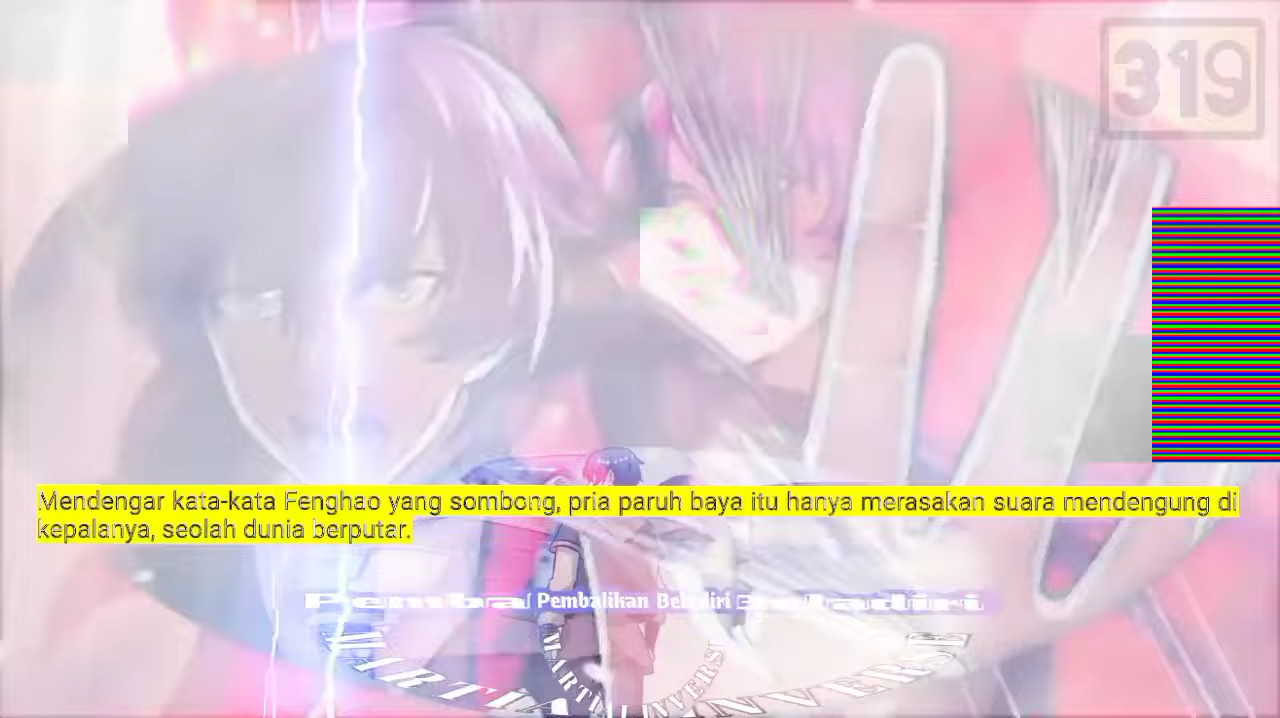 319
Mendengar kata-kata Fenghao yang sombong, pria paruh baya itu hanya merasakan suara mendengung di
kepalanya, seolah dunia berputar.
Pembalikan Beladiri
MARTIAL INVERSE